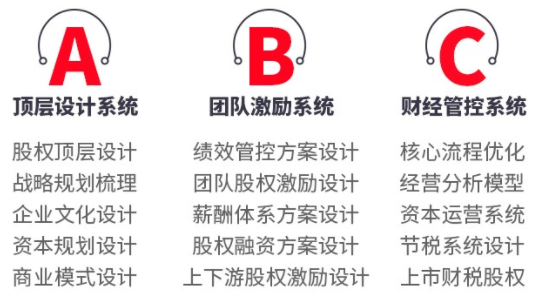 A
顶层设计系统
股权顶层设计
战略规划梳理
企业文化设计
资本规划设计
商业模式设计
B
团队激励系统
绩效管控方案设计
团队股权激励设计
薪酬体系方案设计
股权融资方案设计
上下游股权激励设计
C
财经管控系统
核心流程优化
经营分析模型
资本运营系统
节税系统设计
上市财税股权